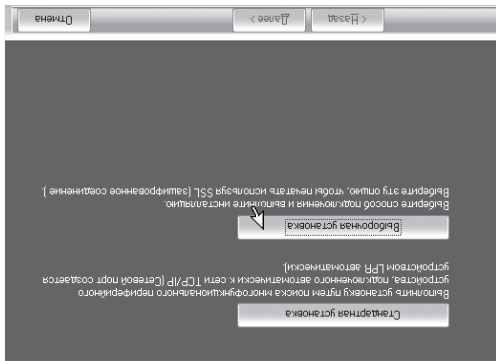 Стандартная установка
Выполнить установку путем поиска многофункционального периферийного
устройства, подключенного автоматически к сети TCP/IP (Сетевой порт создается
устройством LPR автоматически).
Выборочная установка
Выберите способ подключения и выполните инсталляцию.
Выберите эту опцию, чтобы печатать используя SSL (зашифрованное соединение ).
< Назад
Далее >
Отмена